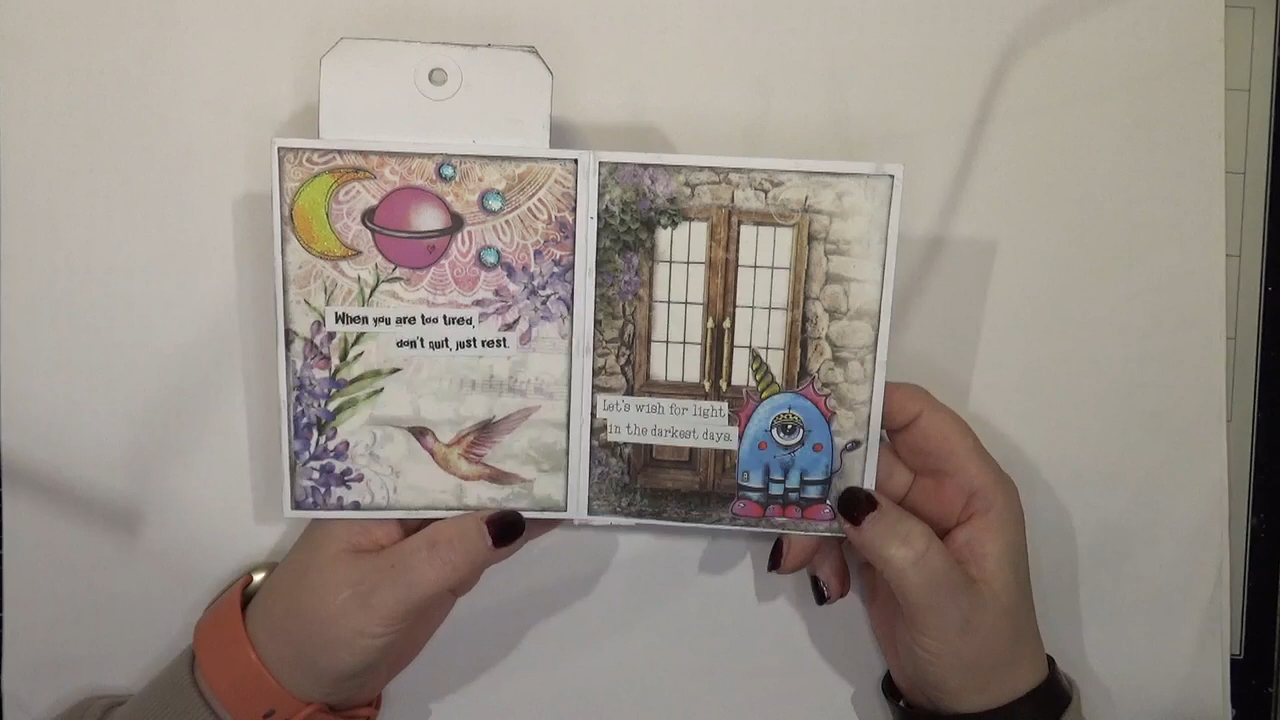 When you are too tired,
don't quit, just rest.
Let's wish for light
in the darkest days.